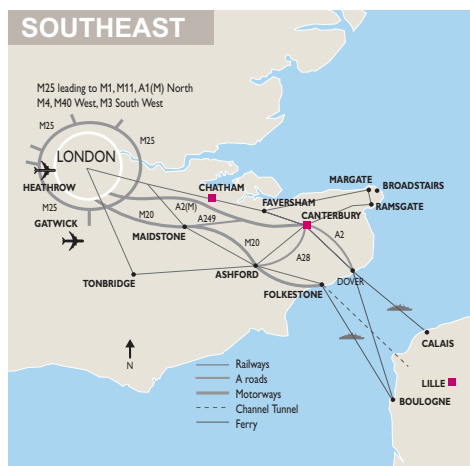 SOUTHEAST
M25 leading to M1, M11, A1(M) North
M4, M40 West, M3 South West
M25
M25
LONDON
HEATHROW
M25
GATWICK
CHATHAM
A2(M)
M20
A249
MAIDSTONE
FAVERSHAM
MARGATE
BROADSTAIRS
RAMSGATE
CANTERBURY
A2
M20
A28
TONBRIDGE
ASHFORD
FOLKESTONE
DOVER
CALAIS
LILLE
BOULOGNE
N
Railways
A roads
Motorways
Channel Tunnel
Ferry